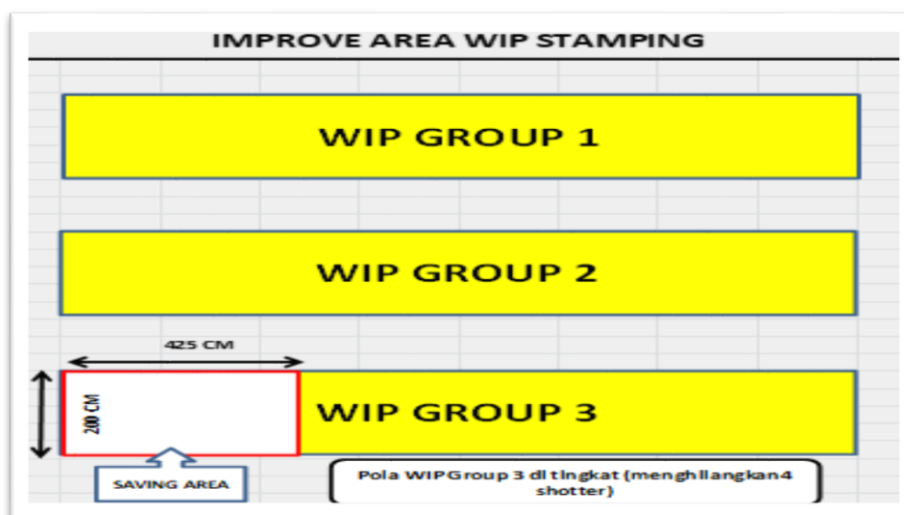 IMPROVE AREA WIP STAMPING
WIP GROUP 1
WIP GROUP 2
425 CM
200 CM
WIP GROUP 3
SAVING AREA
Pola WIP Group 3 di tingkat (menghilangkan 4
shotter)